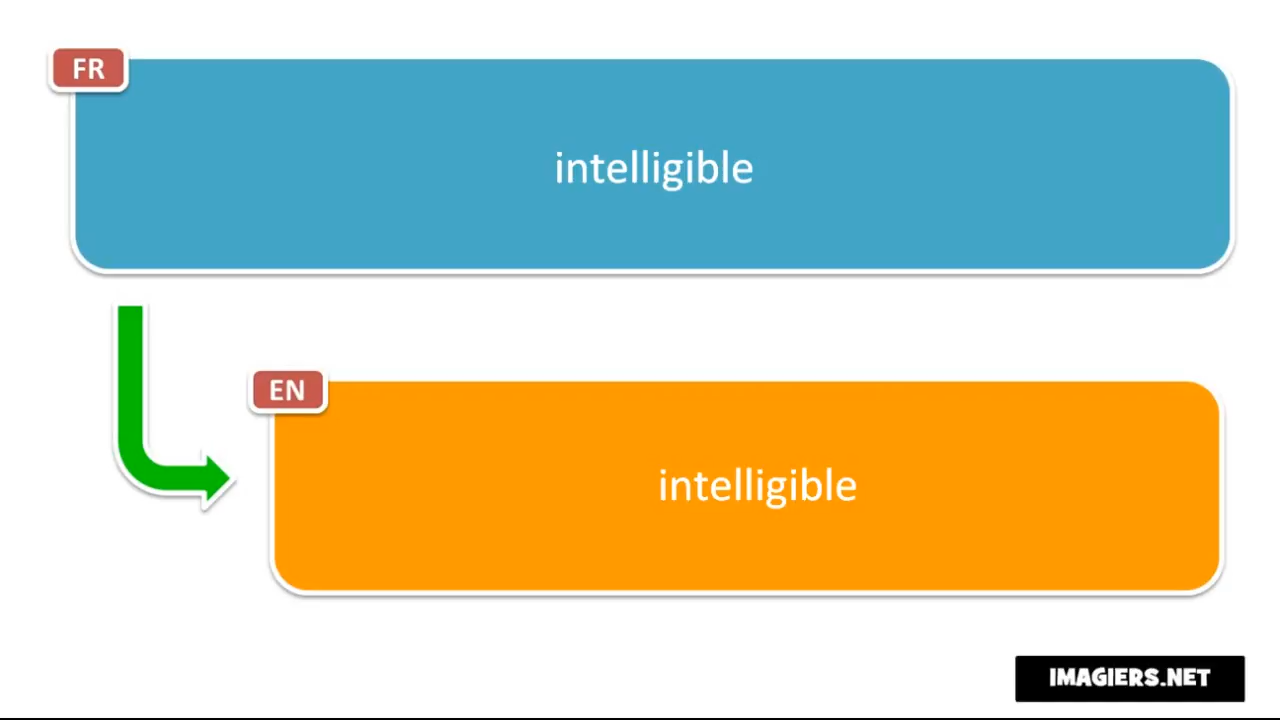 FR
intelligible
EN
intelligible
IMAGIERS.NET